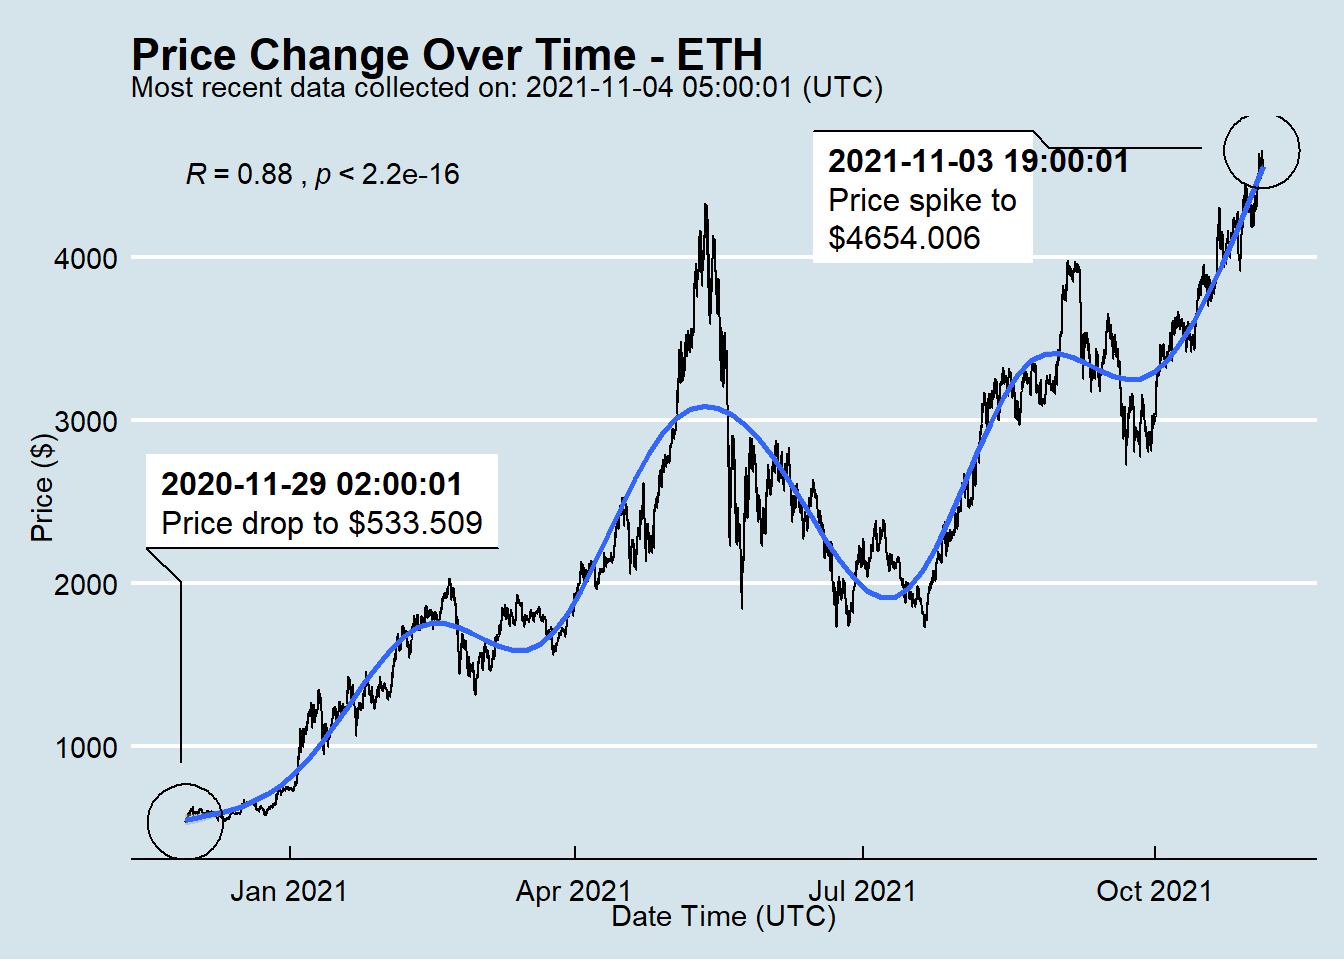 Price Change Over Time - ETH
Most recent data collected on: 2021-11-04 05:00:01 (UTC)
R = 0.88 , p < 2.2e-16
2021-11-03 19:00:01
Price spike to
$4654.006
4000
3000
2020-11-29 02:00:01
Price drop to $533.509
2000
1000
Price ($)
Jan 2021
Apr 2021
Jul 2021
Oct 2021
Date Time (UTC)